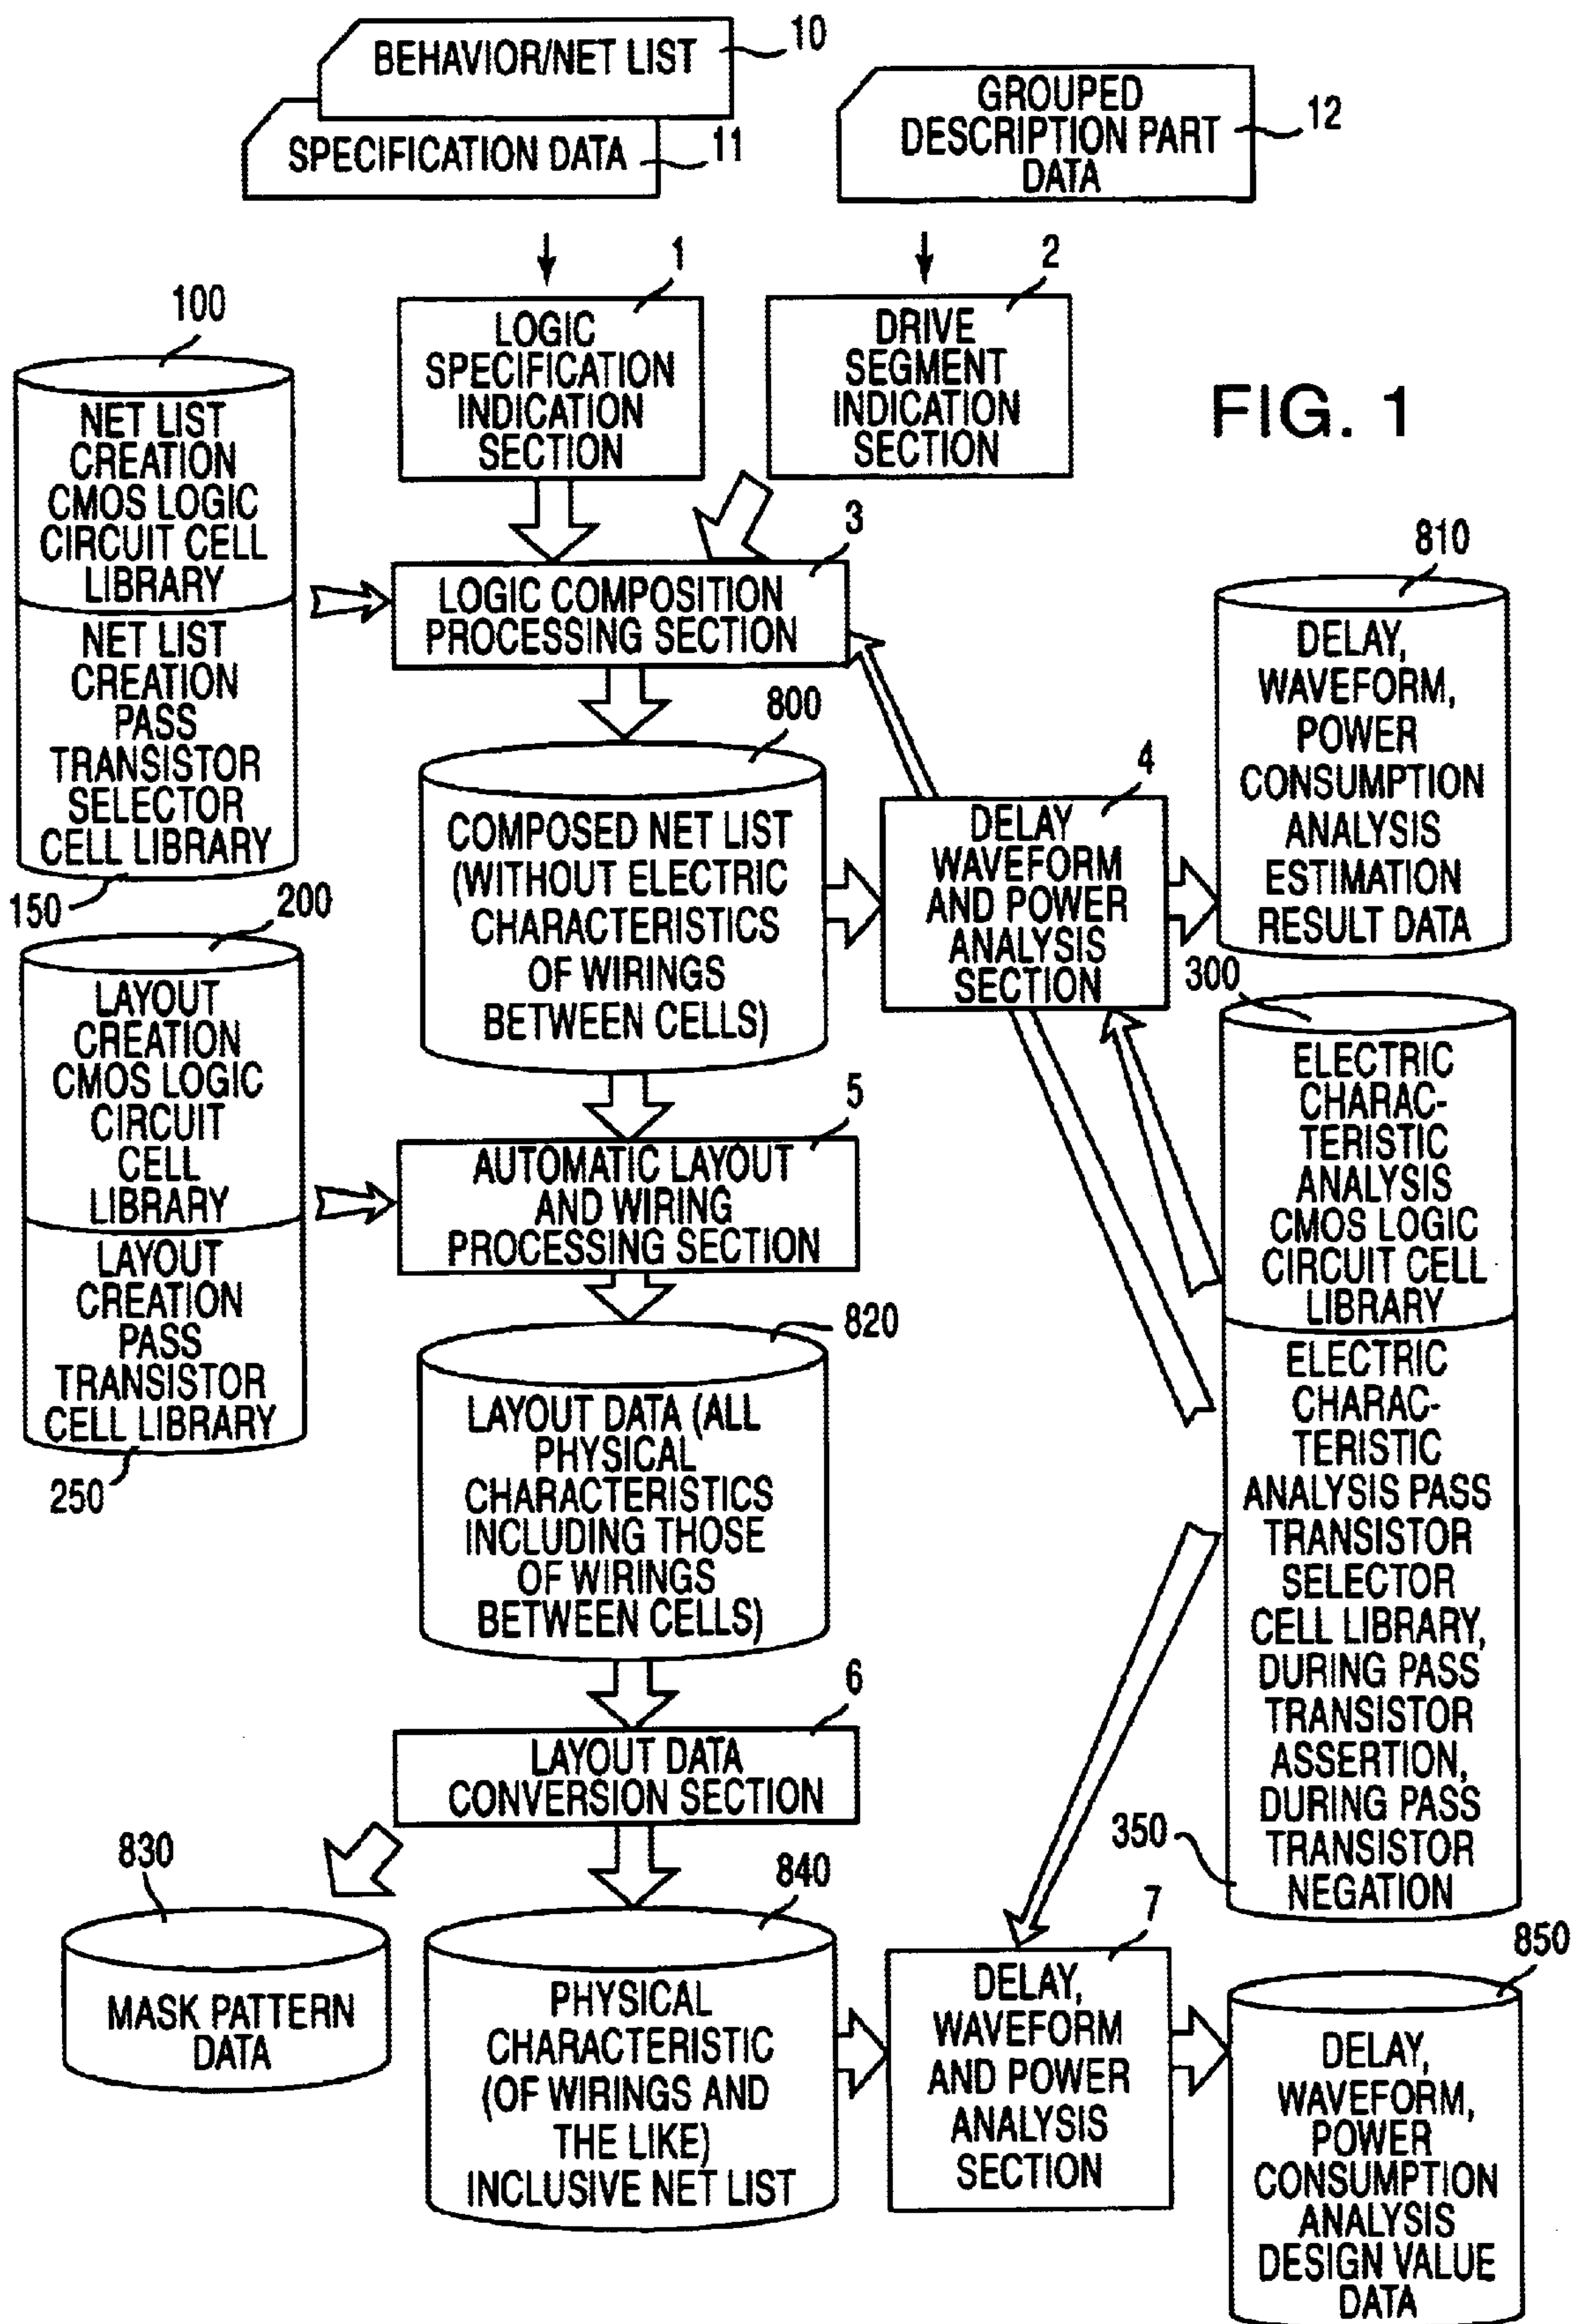 BEHAVIOR/NET LIST
10
SPECIFICATION DATA
11
GROUPED
DESCRIPTION PART
DATA
12
1
LOGIC
SPECIFICATION
INDICATION
SECTION
2
DRIVE
SEGMENT
INDICATION
SECTION
FIG. 1
100
NET LIST
CREATION
CMOS LOGIC
CIRCUIT CELL
LIBRARY
NET LIST
CREATION
PASS
TRANSISTOR
SELECTOR
CELL LIBRARY
150
3
LOGIC COMPOSITION
PROCESSING SECTION
800
COMPOSED NET LIST
(WITHOUT ELECTRIC
CHARACTERISTICS
OF WIRINGS
BETWEEN CELLS)
4
DELAY
WAVEFORM
AND POWER
ANALYSIS
SECTION
810
DELAY,
WAVEFORM,
POWER
CONSUMPTION
ANALYSIS
ESTIMATION
RESULT DATA
200
LAYOUT
CREATION
CMOS LOGIC
CIRCUIT
CELL
LIBRARY
LAYOUT
CREATION
PASS
TRANSISTOR
CELL LIBRARY
250
5
AUTOMATIC LAYOUT
AND WIRING
PROCESSING SECTION
300
ELECTRIC
CHARAC-
TERISTIC
ANALYSIS
CMOS LOGIC
CIRCUIT CELL
LIBRARY
ELECTRIC
CHARAC-
TERISTIC
ANALYSIS PASS
TRANSISTOR
SELECTOR
CELL LIBRARY,
DURING PASS
TRANSISTOR
ASSERTION,
DURING PASS
TRANSISTOR
NEGATION
350
820
LAYOUT DATA (ALL
PHYSICAL
CHARACTERISTICS
INCLUDING THOSE
OF WIRINGS
BETWEEN CELLS)
6
LAYOUT DATA
CONVERSION SECTION
830
MASK PATTERN
DATA
840
PHYSICAL
CHARACTERISTIC
(OF WIRINGS AND
THE LIKE)
INCLUSIVE NET LIST
7
DELAY,
WAVEFORM
AND POWER
ANALYSIS
SECTION
850
DELAY,
WAVEFORM,
POWER
CONSUMPTION
ANALYSIS
DESIGN VALUE
DATA